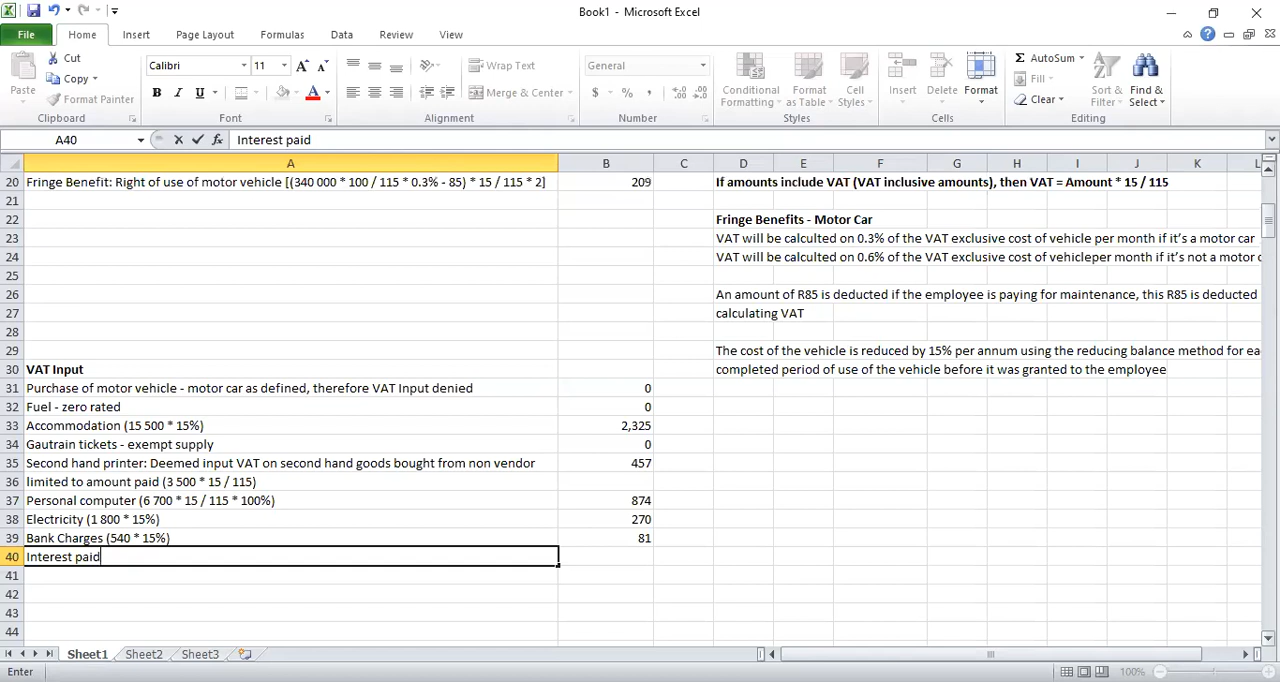 Book1 - Microsoft Excel
File Home Insert Page Layout Formulas Data Review View
Cut
Copy
Format Painter
Paste
Clipboard
Calibri 11
B I U
Font
Wrap Text
Merge & Center
Alignment
General
$ % ,
Number
Conditional Formatting
Format as Table
Cell Styles
Styles
Insert
Delete
Format
Cells
AutoSum
Fill
Clear
Sort & Filter
Find & Select
Editing
A40 fx Interest paid
A B C D E F G H I J K L
20 Fringe Benefit: Right of use of motor vehicle [(340 000 * 100 / 115 * 0.3% - 85) * 15 / 115 * 2] 209 If amounts include VAT (VAT inclusive amounts), then VAT = Amount * 15 / 115
21
22 Fringe Benefits - Motor Car
23 VAT will be calculted on 0.3% of the VAT exclusive cost of vehicle per month if it's a motor car
24 VAT will be calculted on 0.6% of the VAT exclusive cost of vehicleper month if it's not a motor c
25
26 An amount of R85 is deducted if the employee is paying for maintenance, this R85 is deducted
27 calculating VAT
28
29 The cost of the vehicle is reduced by 15% per annum using the reducing balance method for ea
30 VAT Input completed period of use of the vehicle before it was granted to the employee
31 Purchase of motor vehicle - motor car as defined, therefore VAT Input denied 0
32 Fuel - zero rated 0
33 Accommodation (15 500 * 15%) 2,325
34 Gautrain tickets - exempt supply 0
35 Second hand printer: Deemed input VAT on second hand goods bought from non vendor 457
36 limited to amount paid (3 500 * 15 / 115)
37 Personal computer (6 700 * 15 / 115 * 100%) 874
38 Electricity (1 800 * 15%) 270
39 Bank Charges (540 * 15%) 81
40 Interest paid
41
42
43
44
Sheet1 Sheet2 Sheet3
Enter 100%